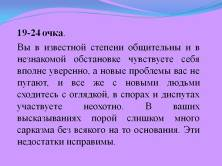 19-24 очка.
Вы в известной степени общительны и в
незнакомой обстановке чувствуете себя
вполне уверенно, а новые проблемы вас не
пугают, и все же с новыми людьми
сходитесь с оглядкой, в спорах и диспутах
участвуете неохотно. В ваших
высказываниях порой слишком много
сарказма без всякого на то основания. Эти
недостатки исправимы.